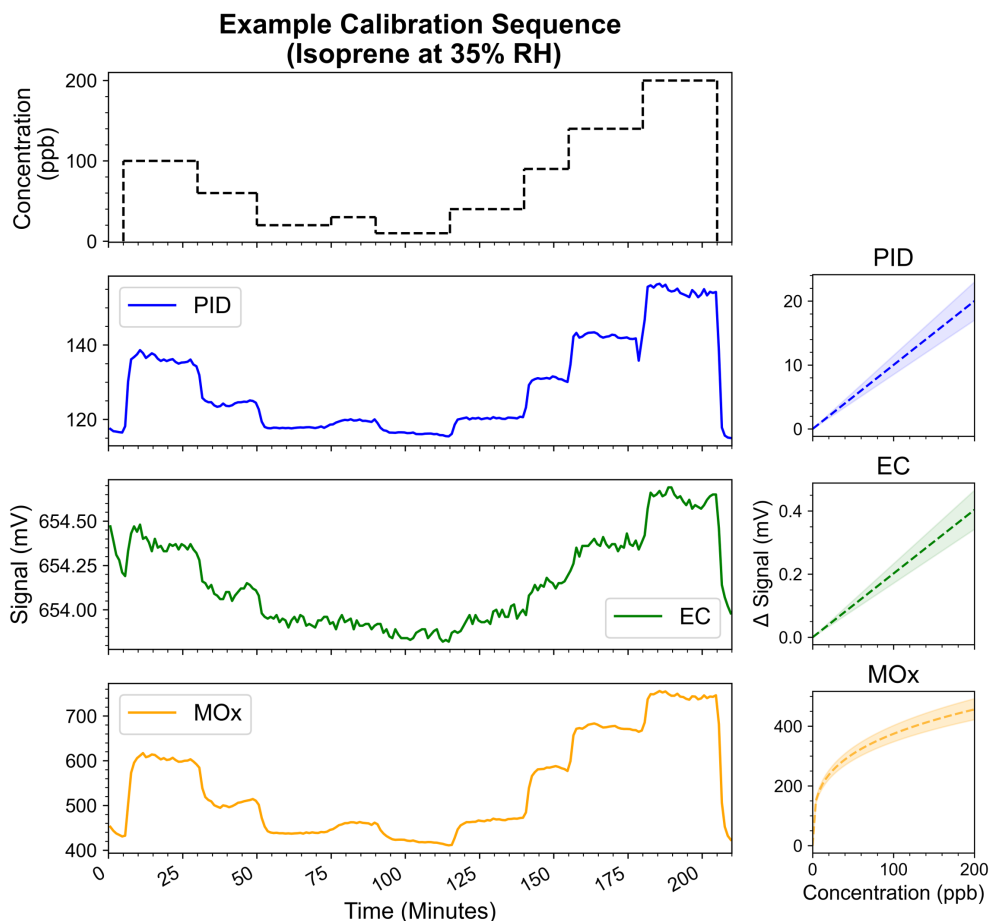 Example Calibration Sequence
(Isoprene at 35% RH)
Concentration
(ppb)
200
100
0
PID
140
120
PID
20
10
0
Signal (mV)
654.50
654.25
654.00
EC
EC
Δ Signal (mV)
0.4
0.2
0.0
MOx
700
600
500
400
0
25
50
75
100
125
150
175
200
Time (Minutes)
MOx
400
200
0
0
100
200
Concentration (ppb)